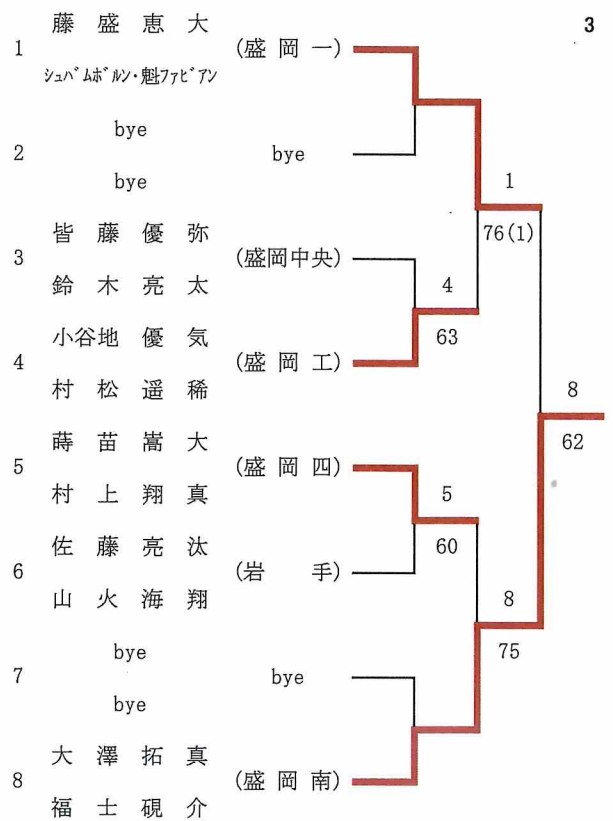 3
藤 盛 恵 大
1 (盛 岡 一)
シュバムボルン・魁ファビアン
bye
2 bye
bye
1
76(1)
皆 藤 優 弥
3 (盛岡中央)
鈴 木 亮 太
4
63
小谷地 優 気
4 (盛 岡 工)
村 松 遥 稀
8
62
蒔 苗 嵩 大
5 (盛 岡 四)
村 上 翔 真
5
60
佐 藤 亮 汰
6 (岩 手)
山 火 海 翔
8
75
bye
7 bye
bye
大 澤 拓 真
8 (盛 岡 南)
福 士 硯 介